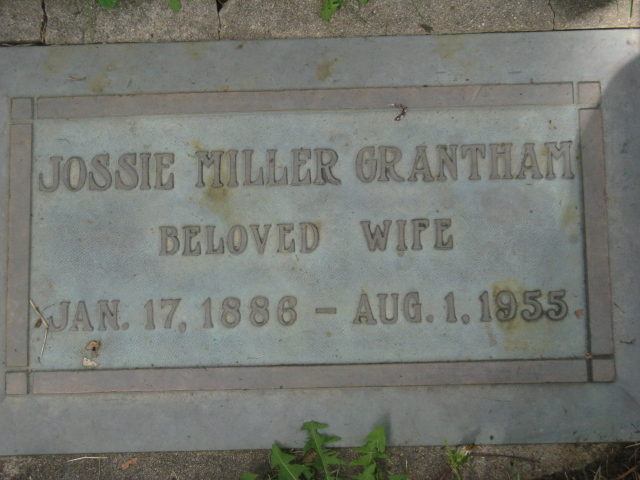 JOSSIE MILLER GRANTHAM
BELOVED WIFE
JAN. 17, 1886 – AUG. 1. 1955